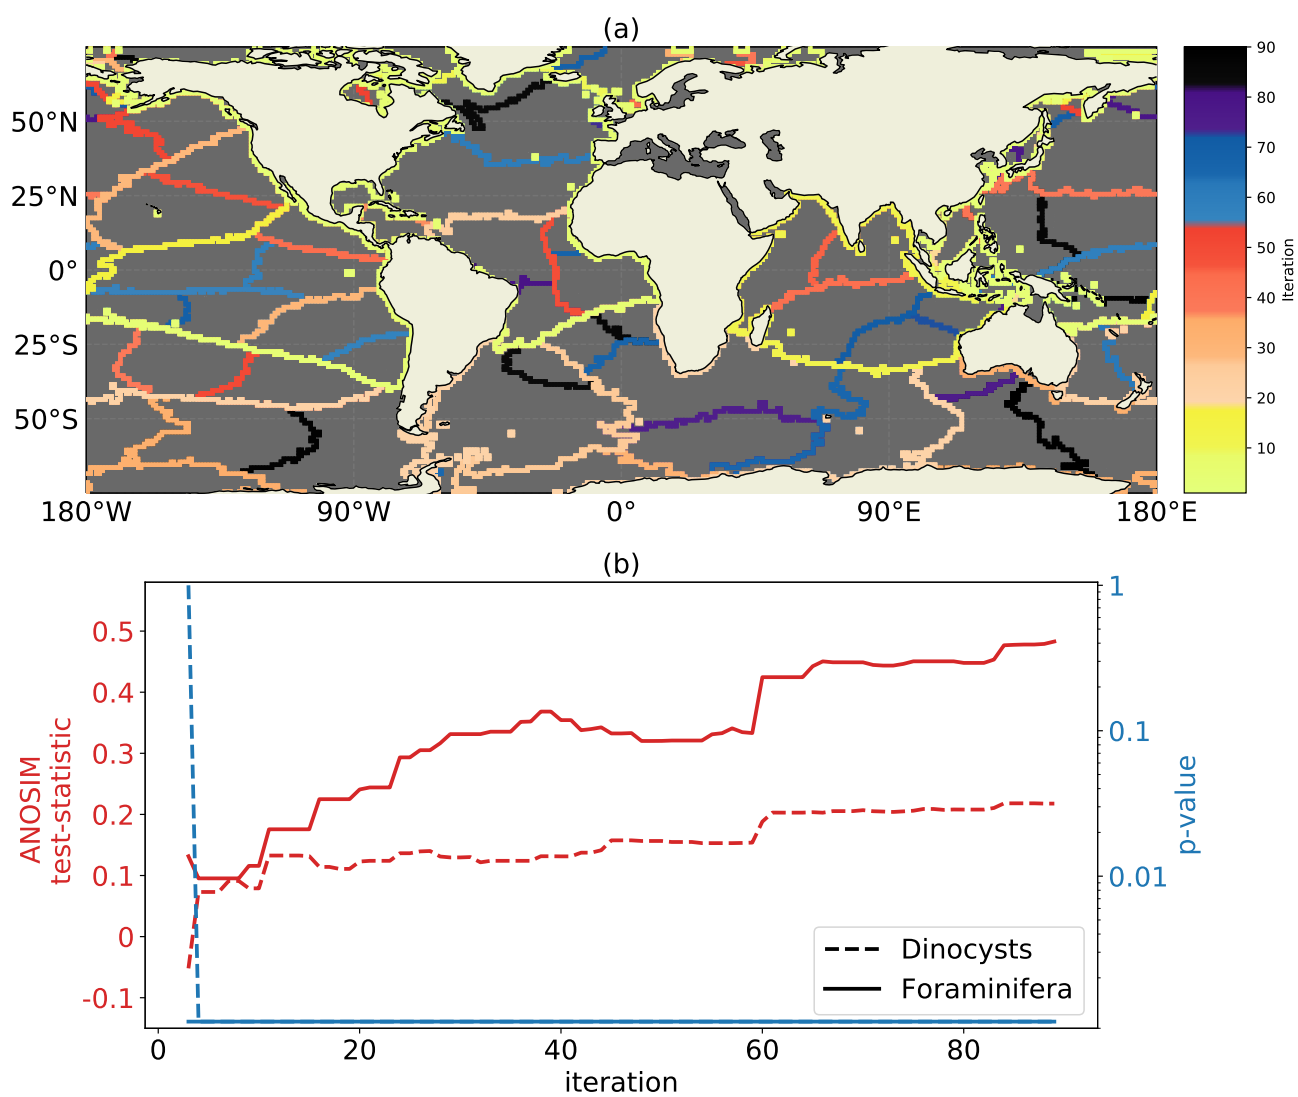 (a)
50°N
25°N
0°
25°S
50°S
180°W
90°W
0°
90°E
180°E
90
80
70
60
50
40
30
20
10
Iteration
(b)
0.5
0.4
0.3
0.2
0.1
0
-0.1
ANOSIM
test-statistic
1
0.1
0.01
p-value
Dinocysts
Foraminifera
0
20
40
60
80
iteration